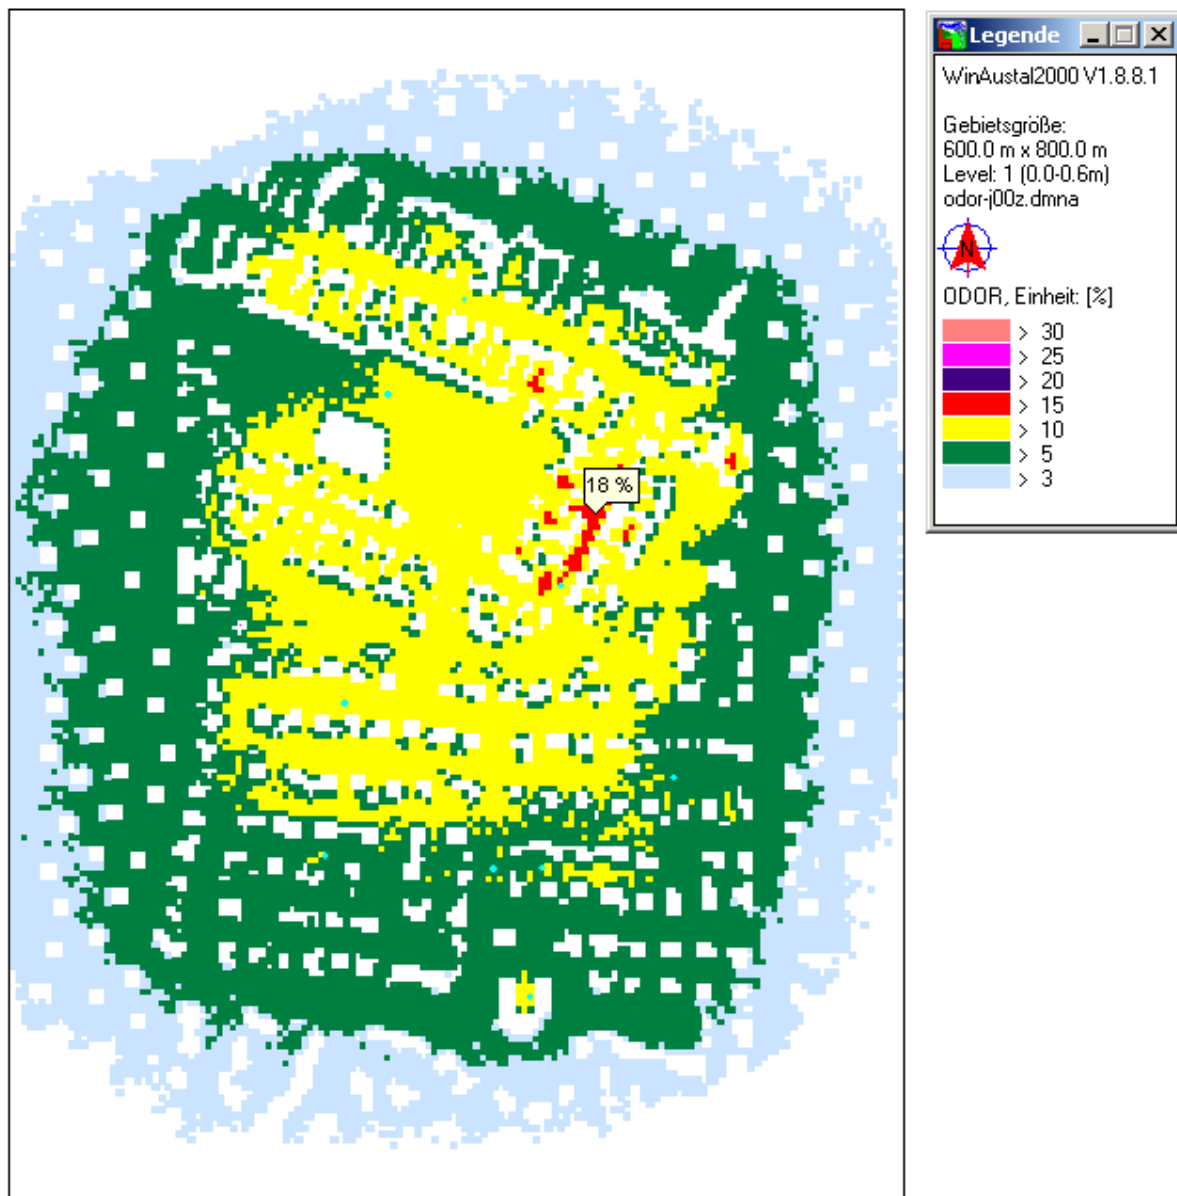 18 %
Legende
WinAustal2000 V1.8.8.1
Gebietsgröße:
600.0 m x 800.0 m
Level: 1 (0.0-0.6m)
odor-j00z.dmna
N
ODOR, Einheit: [%]
> 30
> 25
> 20
> 15
> 10
> 5
> 3